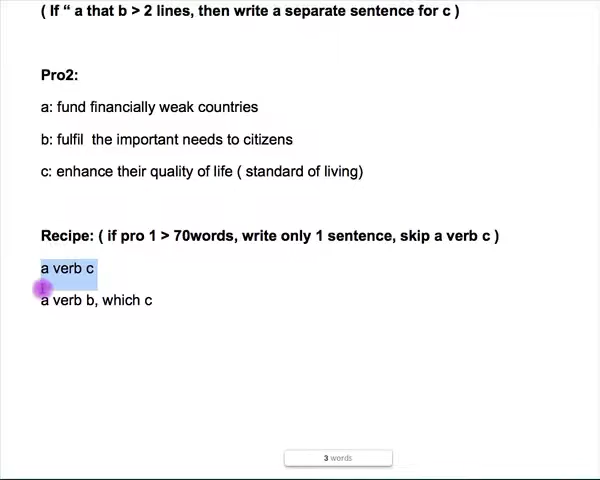 ( If “ a that b > 2 lines, then write a separate sentence for c )
Pro2:
a: fund financially weak countries
b: fulfil  the important needs to citizens
c: enhance their quality of life ( standard of living)
Recipe: ( if pro 1 > 70words, write only 1 sentence, skip a verb c )
a verb c
a verb b, which c
3 words